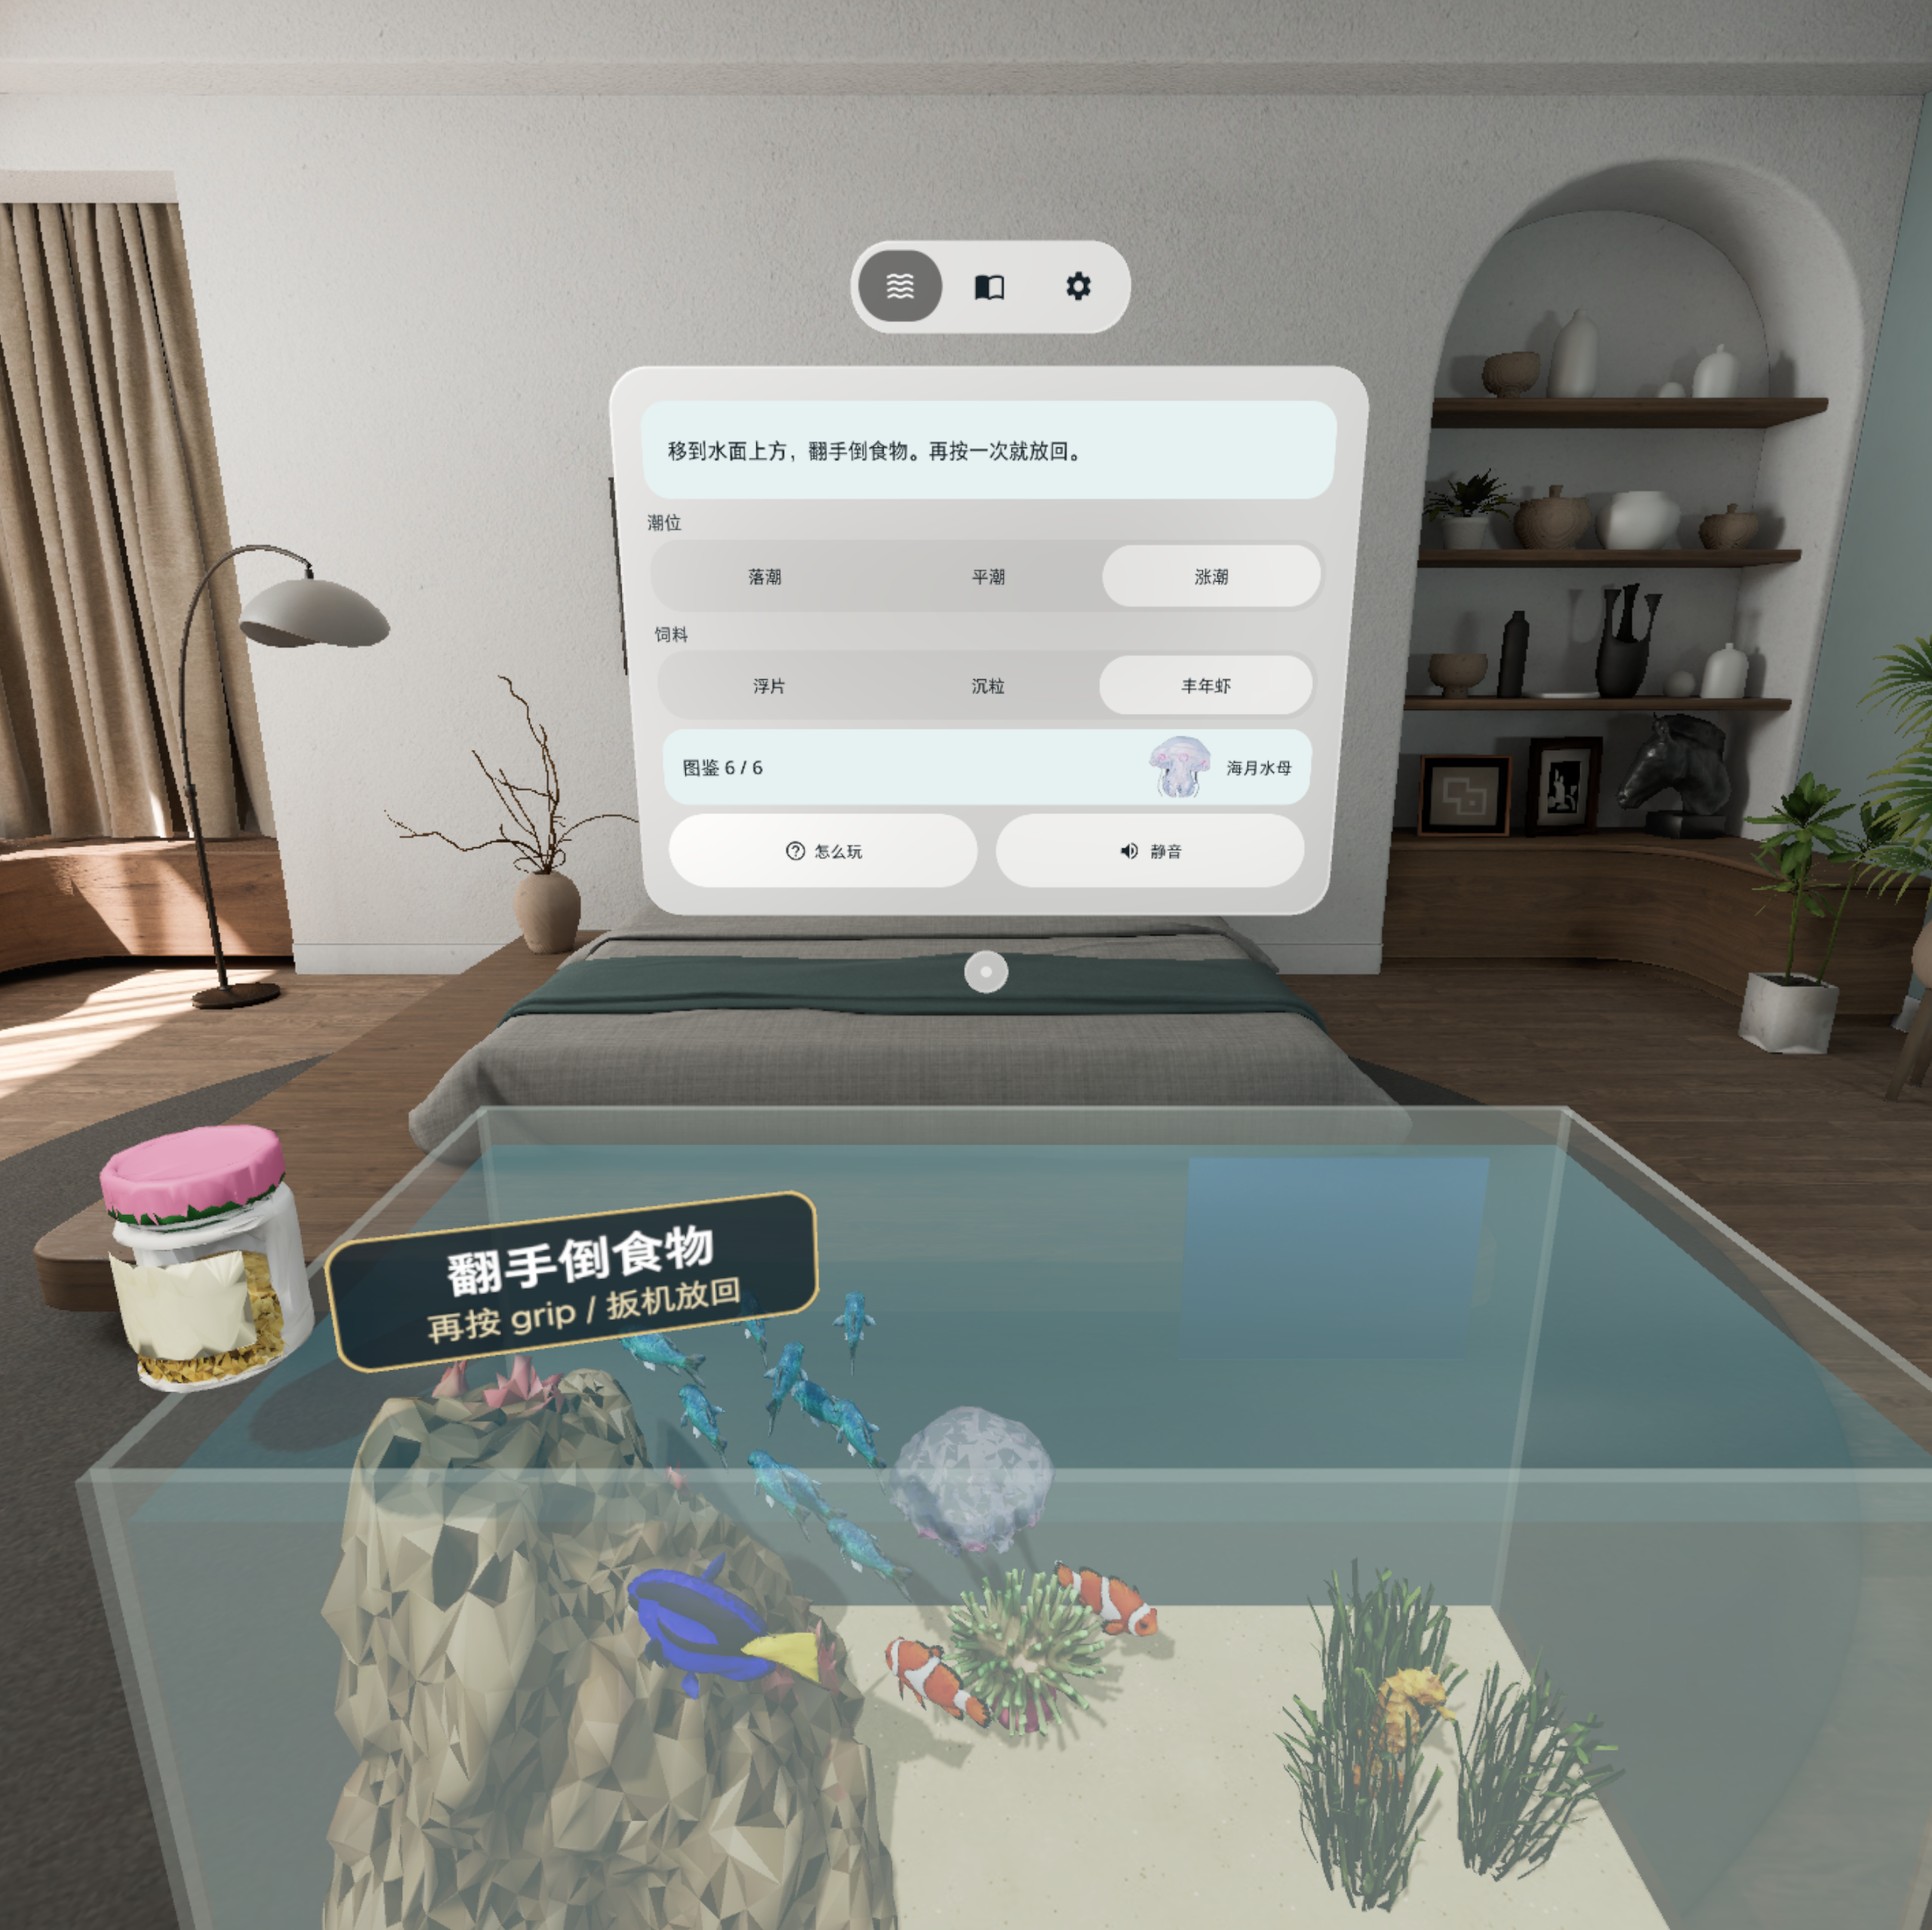 移到水面上方，翻手倒食物。再按一次就放回。
潮位
落潮
平潮
涨潮
饲料
浮片
沉粒
丰年虾
图鉴 6 / 6
海月水母
怎么玩
静音
翻手倒食物
再按 grip / 扳机放回